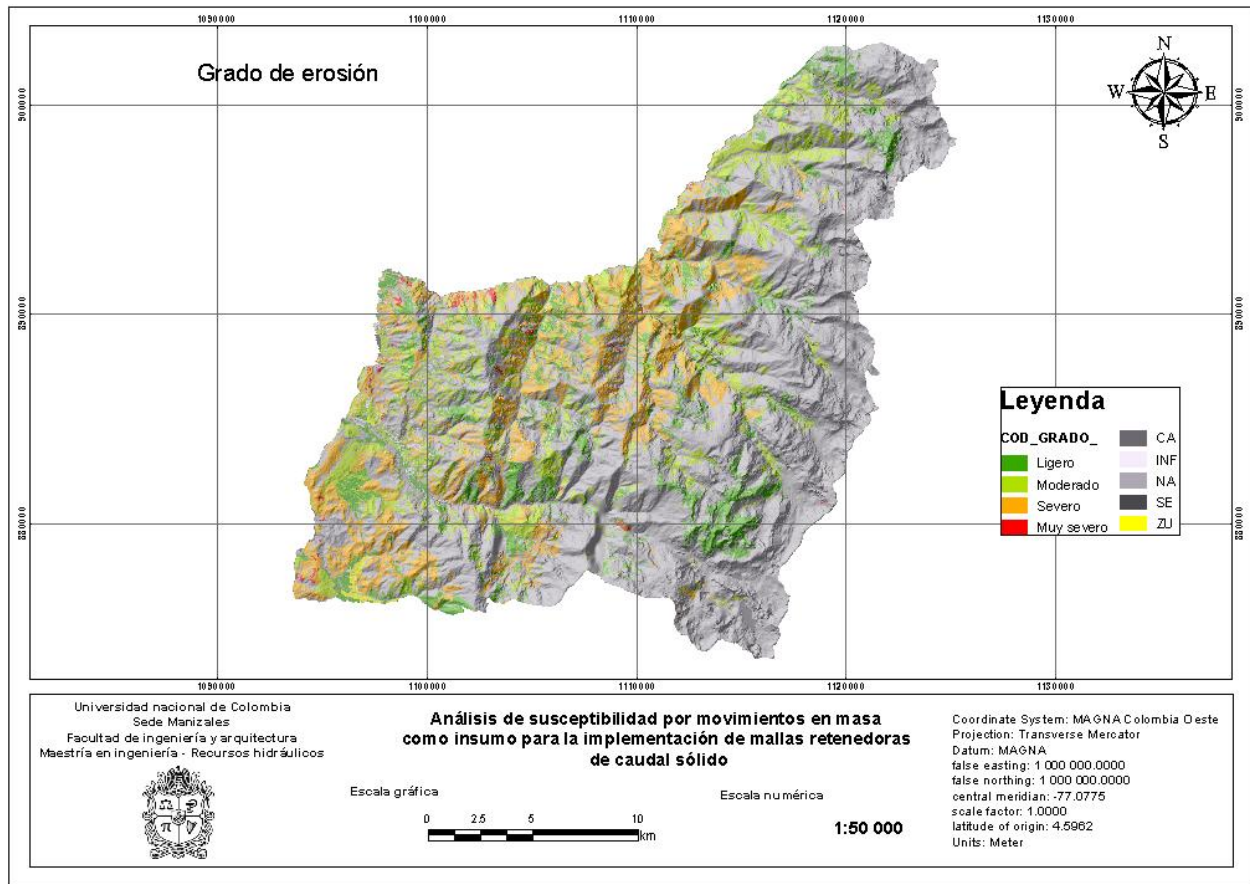 1090000 1100000 1110000 1120000 1130000
Grado de erosión
N
W E
S
900000 900000
890000 890000
880000 880000
Leyenda
COD_GRADO_
Ligero
Moderado
Severo
Muy severo
CA
INF
NA
SE
ZU
1090000 1100000 1110000 1120000 1130000
Universidad nacional de Colombia
Sede Manizales
Facultad de ingeniería y arquitectura
Maestría en ingeniería - Recursos hidráulicos
Análisis de susceptibilidad por movimientos en masa
como insumo para la implementación de mallas retenedoras
de caudal sólido
Escala gráfica
0 2.5 5 10
km
Escala numérica
1:50 000
Coordinate System: MAGNA Colombia Oeste
Projection: Transverse Mercator
Datum: MAGNA
false easting: 1 000 000.0000
false northing: 1 000 000.0000
central meridian: -77.0775
scale factor: 1.0000
latitude of origin: 4.5962
Units: Meter